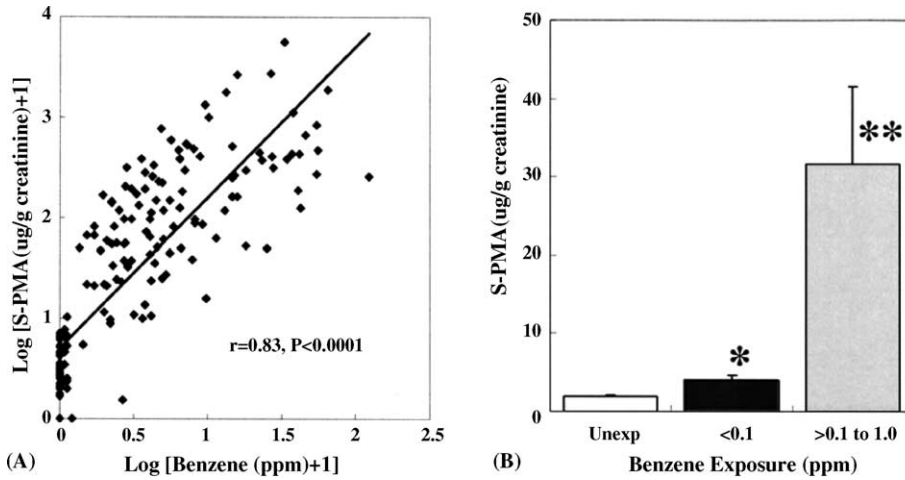 4
3
2
1
0
0
0.5
1
1.5
2
2.5
Log [S-PMA(ug/g creatinine)+1]
r=0.83, P<0.0001
(A)
Log [Benzene (ppm)+1]
50
40
30
20
10
0
S-PMA(ug/g creatinine)
*
**
Unexp
<0.1
>0.1 to 1.0
(B)
Benzene Exposure (ppm)